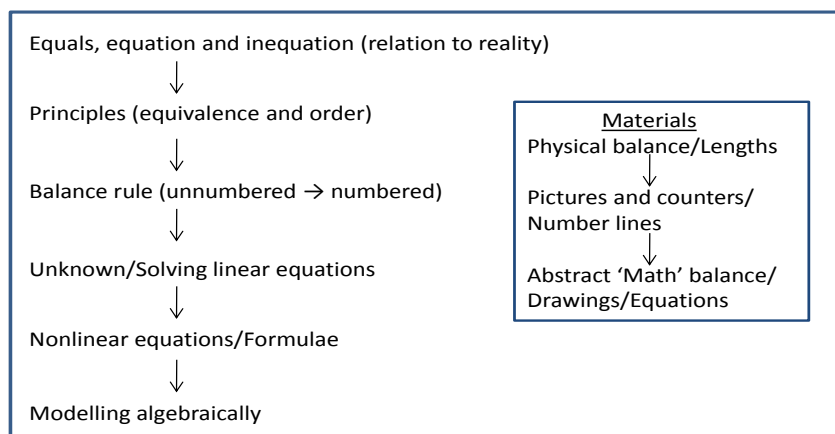 Equals, equation and inequation (relation to reality)
Principles (equivalence and order)
Balance rule (unnumbered → numbered)
Unknown/Solving linear equations
Nonlinear equations/Formulae
Modelling algebraically
Materials
Physical balance/Lengths
Pictures and counters/
Number lines
Abstract ‘Math’ balance/
Drawings/Equations